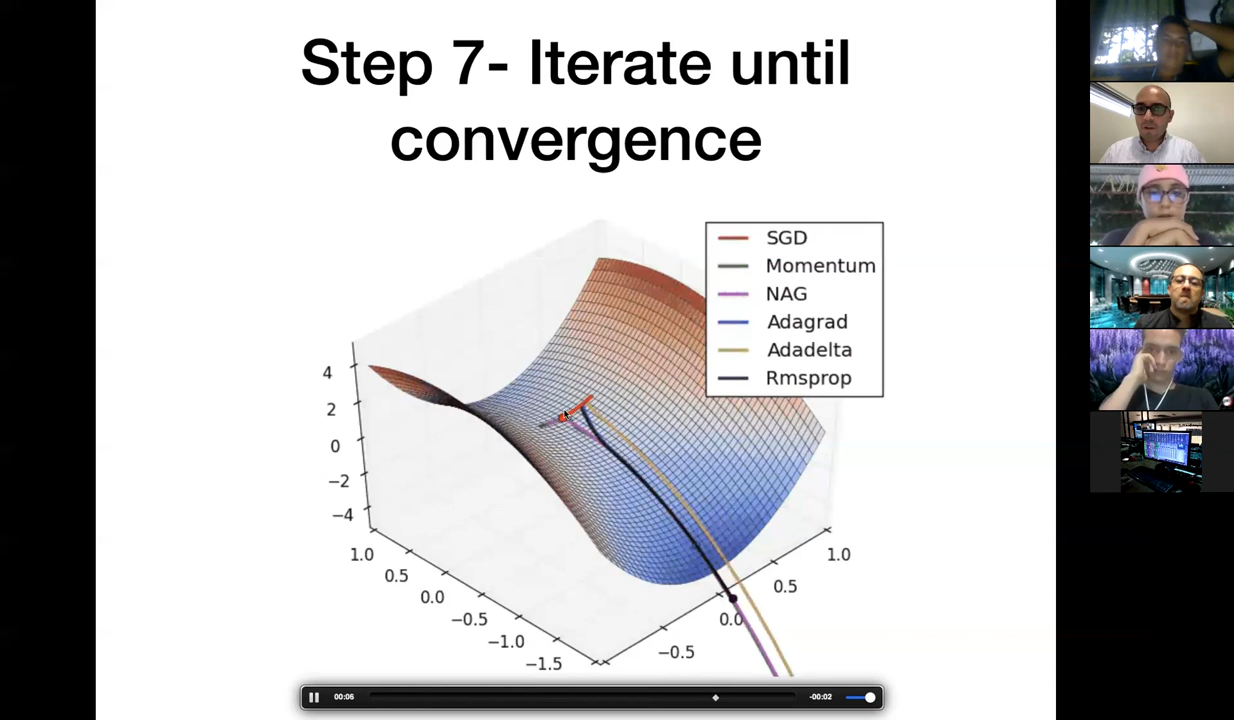 Step 7- Iterate until
convergence
SGD
Momentum
NAG
Adagrad
Adadelta
Rmsprop
4
2
0
−2
−4
1.0
0.5
0.0
−0.5
−1.0
−1.5
1.0
0.5
0.0
−0.5
00:06
-00:02